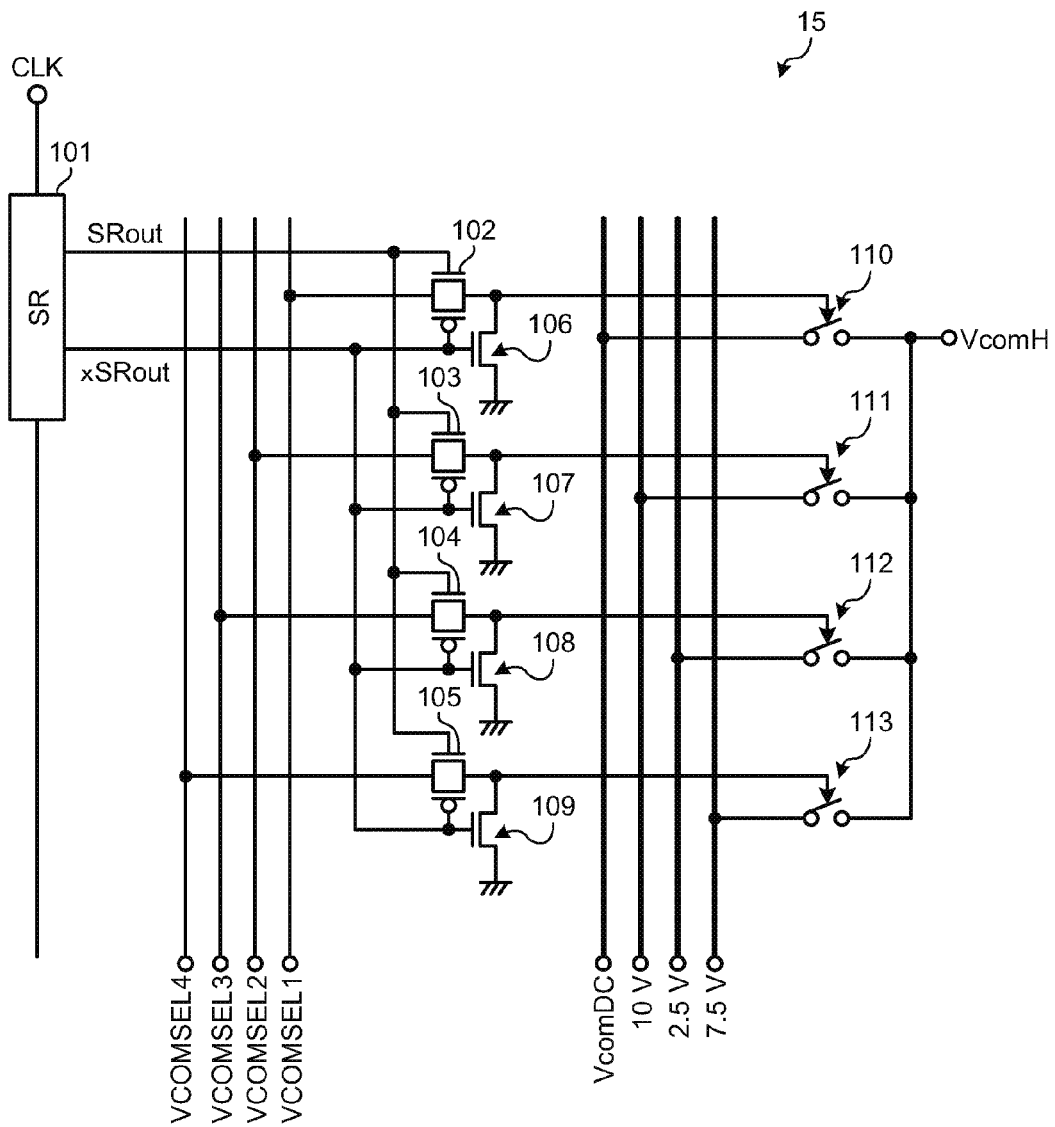 15
CLK
101
SR
SRout
102
110
106
VcomH
xSRout
103
111
107
104
112
108
105
113
109
VCOMSEL4
VCOMSEL3
VCOMSEL2
VCOMSEL1
VcomDC
10 V
2.5 V
7.5 V